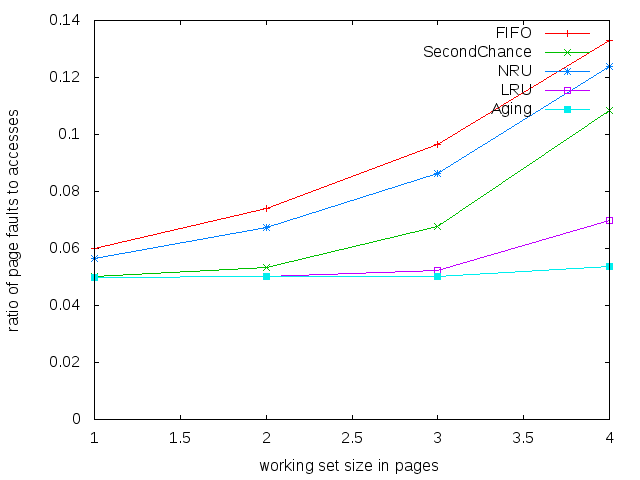 0.14
0.12
0.1
0.08
0.06
0.04
0.02
0
1
1.5
2
2.5
3
3.5
4
ratio of page faults to accesses
working set size in pages
FIFO
SecondChance
NRU
LRU
Aging